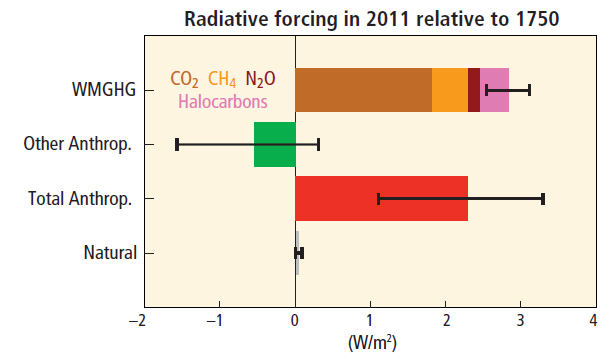 Radiative forcing in 2011 relative to 1750
WMGHG
CO₂ CH₄ N₂O
Halocarbons
Other Anthrop.
Total Anthrop.
Natural
−2 −1 0 1 2 3 4
(W/m²)